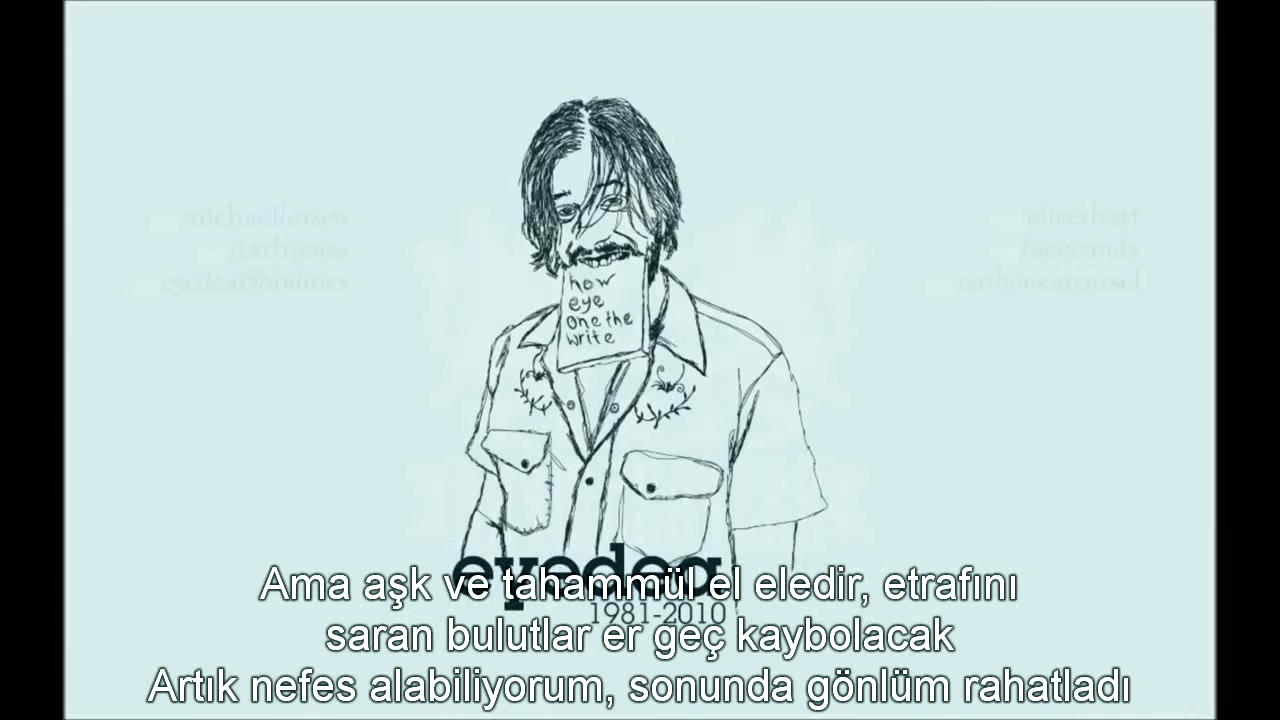 how
eye
one the
write
eyedea
1981-2010
Ama aşk ve tahammül el eledir, etrafını
saran bulutlar er geç kaybolacak
Artık nefes alabiliyorum, sonunda gönlüm rahatladı